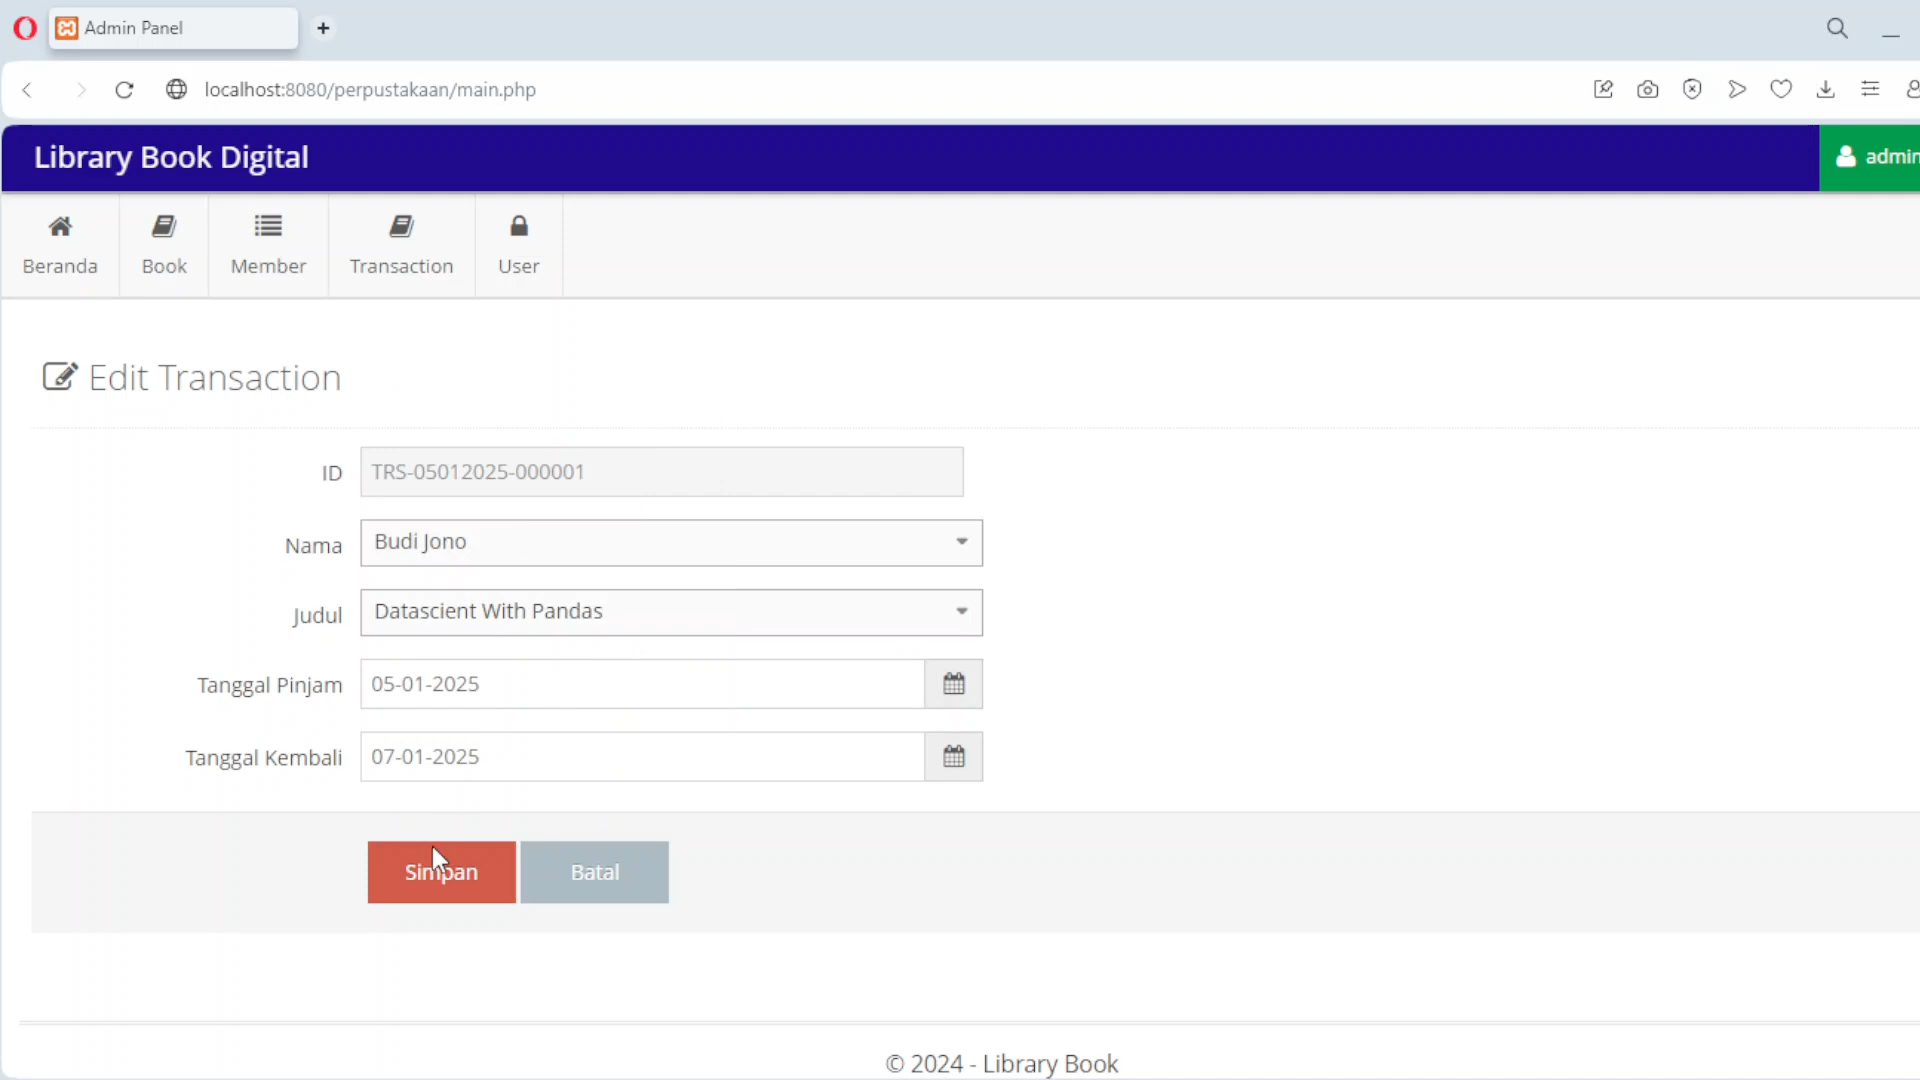 Admin Panel
localhost:8080/perpustakaan/main.php
Library Book Digital
admin
Beranda
Book
Member
Transaction
User
Edit Transaction
ID
TRS-05012025-000001
Nama
Budi Jono
Judul
Datascient With Pandas
Tanggal Pinjam
05-01-2025
Tanggal Kembali
07-01-2025
Simpan
Batal
© 2024 - Library Book